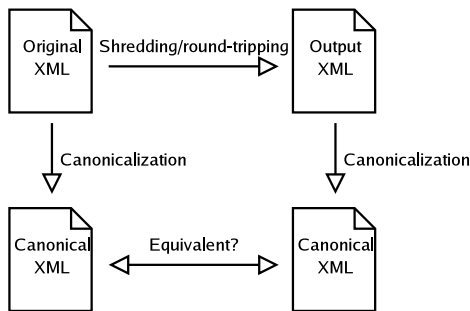 Original
XML
Shredding/round-tripping
Output
XML
Canonicalization
Canonicalization
Canonical
XML
Equivalent?
Canonical
XML